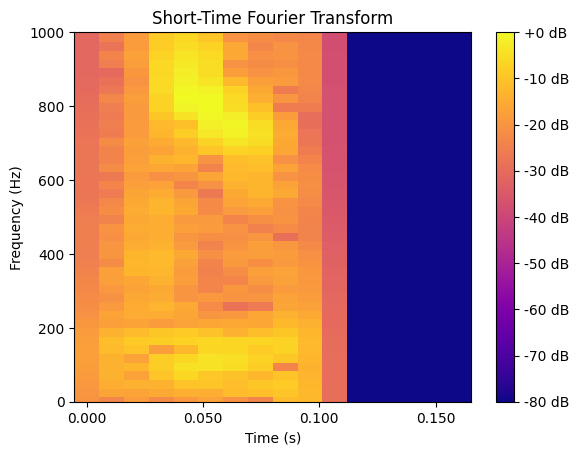 Short-Time Fourier Transform
1000
800
600
400
200
0
Frequency (Hz)
0.000
0.050
0.100
0.150
Time (s)
+0 dB
-10 dB
-20 dB
-30 dB
-40 dB
-50 dB
-60 dB
-70 dB
-80 dB